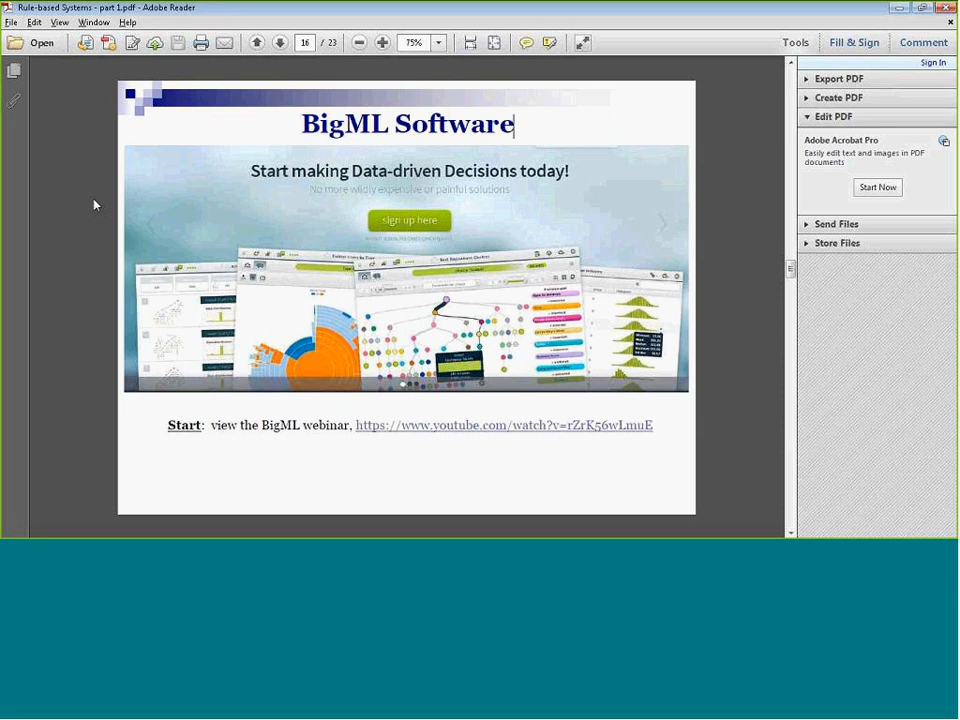 Rule-based Systems - part 1.pdf - Adobe Reader
File Edit View Window Help
Open 16 / 23 75% Tools Fill & Sign Comment
Sign In
Export PDF
Create PDF
Edit PDF
Adobe Acrobat Pro
Easily edit text and images in PDF
documents
Start Now
Send Files
Store Files
BigML Software
Start making Data-driven Decisions today!
No more wildly expensive or painful solutions
sign up here
Start: view the BigML webinar, https://www.youtube.com/watch?v=rZrK56wLmuE